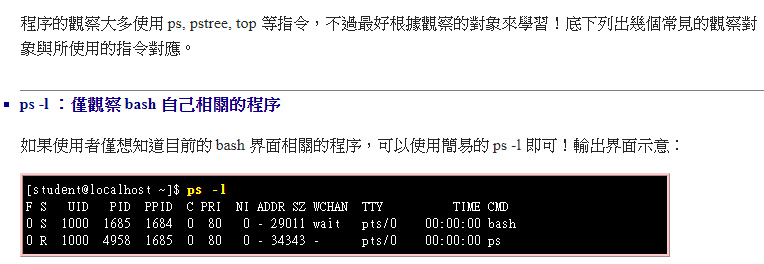 程序的觀察大多使用 ps, pstree, top 等指令，不過最好根據觀察的對象來學習！底下列出幾個常見的觀察對
象與所使用的指令對應。
ps -l ：僅觀察 bash 自己相關的程序
如果使用者僅想知道目前的 bash 界面相關的程序，可以使用簡易的 ps -l 即可！輸出界面示意：
[student@localhost ~]$ ps -l
F S   UID   PID  PPID  C PRI  NI ADDR SZ WCHAN  TTY          TIME CMD
0 S  1000  1685  1684  0  80   0 - 29011 wait   pts/0    00:00:00 bash
0 R  1000  4958  1685  0  80   0 - 34343 -      pts/0    00:00:00 ps